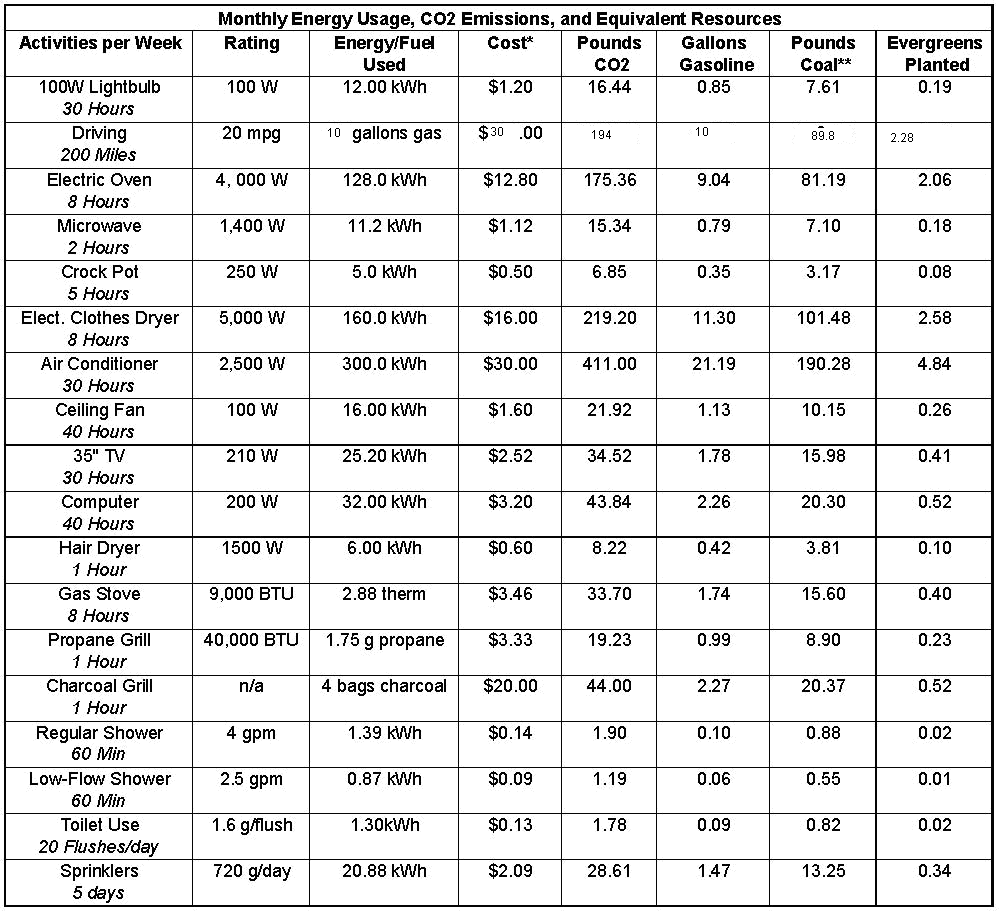 Monthly Energy Usage, CO2 Emissions, and Equivalent Resources
Activities per Week Rating Energy/Fuel Used Cost* Pounds CO2 Gallons Gasoline Pounds Coal** Evergreens Planted
100W Lightbulb 100 W 12.00 kWh $1.20 16.44 0.85 7.61 0.19
30 Hours
Driving 20 mpg 10 gallons gas $30 .00 194 10 89.8 2.28
200 Miles
Electric Oven 4, 000 W 128.0 kWh $12.80 175.36 9.04 81.19 2.06
8 Hours
Microwave 1,400 W 11.2 kWh $1.12 15.34 0.79 7.10 0.18
2 Hours
Crock Pot 250 W 5.0 kWh $0.50 6.85 0.35 3.17 0.08
5 Hours
Elect. Clothes Dryer 5,000 W 160.0 kWh $16.00 219.20 11.30 101.48 2.58
8 Hours
Air Conditioner 2,500 W 300.0 kWh $30.00 411.00 21.19 190.28 4.84
30 Hours
Ceiling Fan 100 W 16.00 kWh $1.60 21.92 1.13 10.15 0.26
40 Hours
35" TV 210 W 25.20 kWh $2.52 34.52 1.78 15.98 0.41
30 Hours
Computer 200 W 32.00 kWh $3.20 43.84 2.26 20.30 0.52
40 Hours
Hair Dryer 1500 W 6.00 kWh $0.60 8.22 0.42 3.81 0.10
1 Hour
Gas Stove 9,000 BTU 2.88 therm $3.46 33.70 1.74 15.60 0.40
8 Hours
Propane Grill 40,000 BTU 1.75 g propane $3.33 19.23 0.99 8.90 0.23
1 Hour
Charcoal Grill n/a 4 bags charcoal $20.00 44.00 2.27 20.37 0.52
1 Hour
Regular Shower 4 gpm 1.39 kWh $0.14 1.90 0.10 0.88 0.02
60 Min
Low-Flow Shower 2.5 gpm 0.87 kWh $0.09 1.19 0.06 0.55 0.01
60 Min
Toilet Use 1.6 g/flush 1.30kWh $0.13 1.78 0.09 0.82 0.02
20 Flushes/day
Sprinklers 720 g/day 20.88 kWh $2.09 28.61 1.47 13.25 0.34
5 days